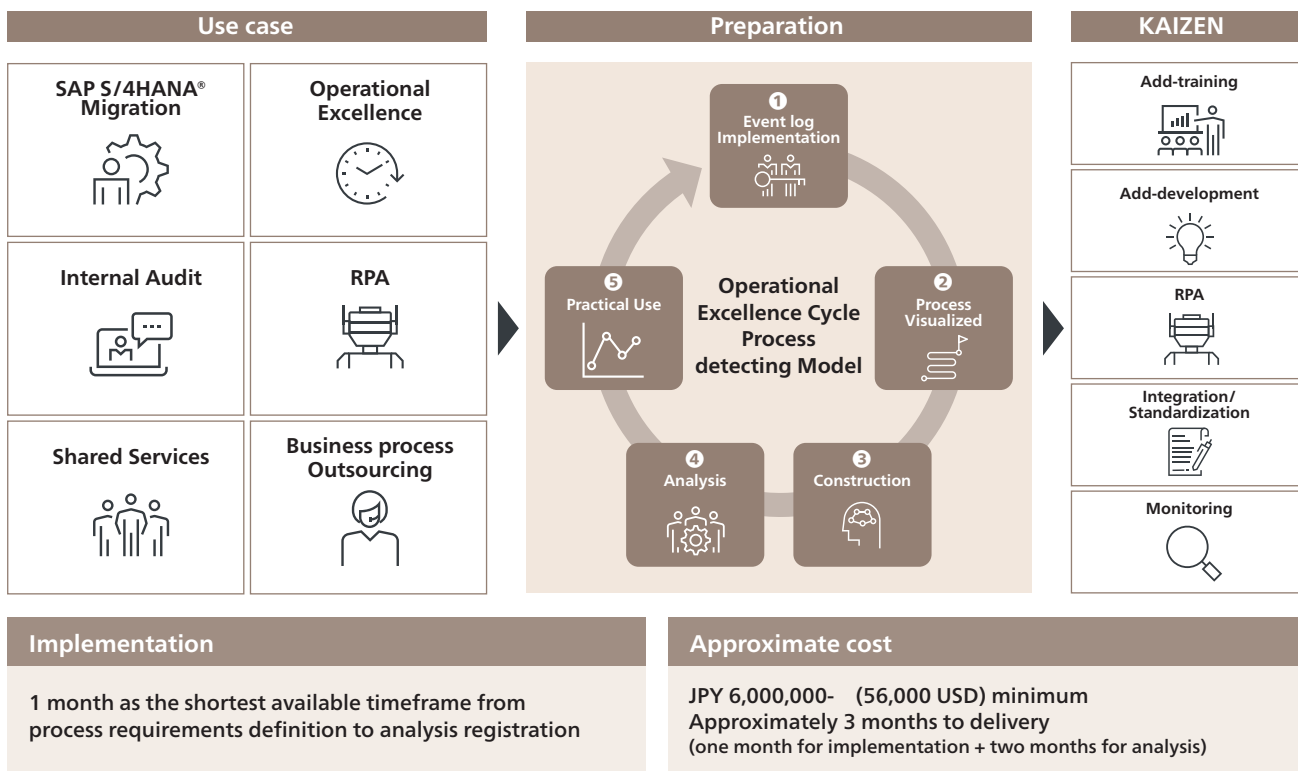 Use case
SAP S/4HANA®
Migration
Operational
Excellence
Internal Audit
RPA
Shared Services
Business process
Outsourcing
Preparation
1
Event log
Implementation
2
Process
Visualized
3
Construction
4
Analysis
5
Practical Use
Operational
Excellence Cycle
Process
detecting Model
KAIZEN
Add-training
Add-development
RPA
Integration/
Standardization
Monitoring
Implementation
1 month as the shortest available timeframe from
process requirements definition to analysis registration
Approximate cost
JPY 6,000,000- (56,000 USD) minimum
Approximately 3 months to delivery
(one month for implementation + two months for analysis)